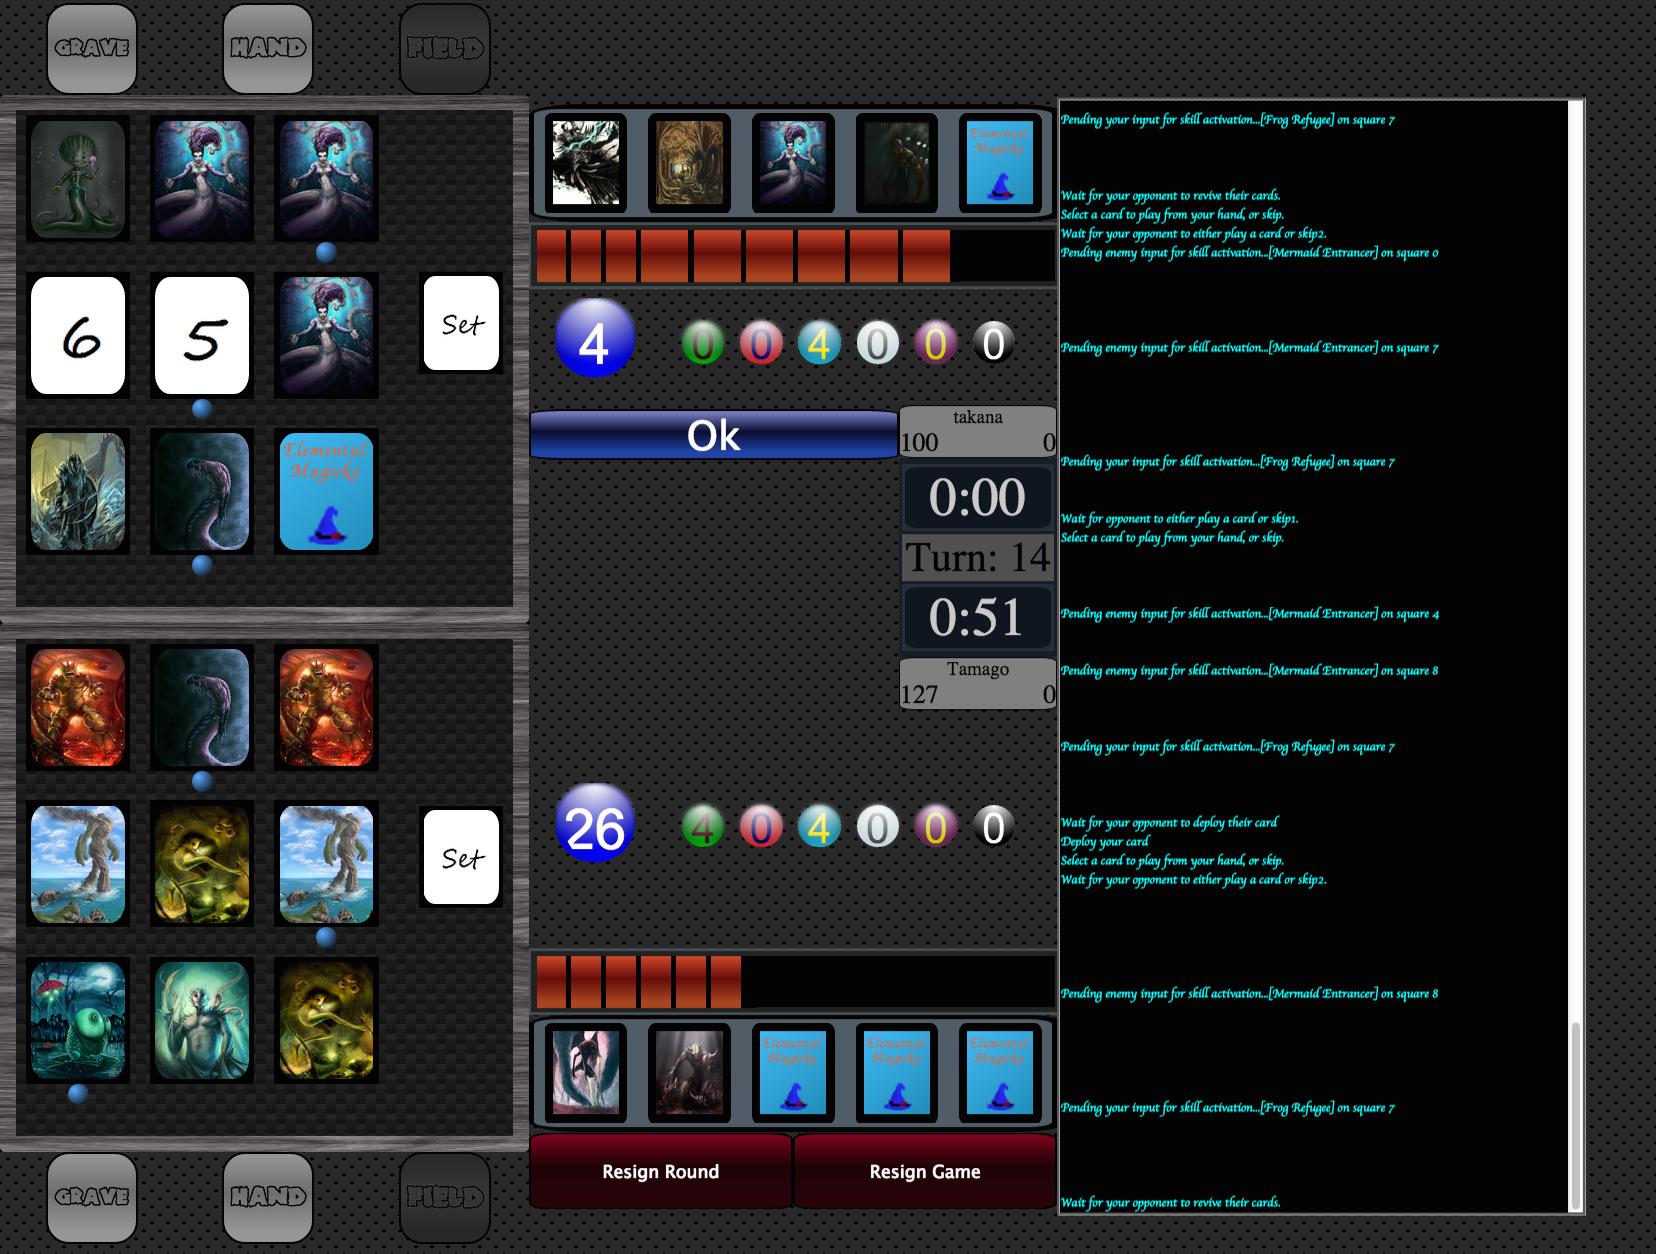 GRAVE
HAND
FIELD
Elemental
Magicks
6
5
Set
4
0
0
4
0
0
0
Ok
takana
100 0
0:00
Elemental
Magicks
Turn: 14
0:51
Tamago
127 0
Set
26
4
0
4
0
0
0
Elemental
Magicks
Elemental
Magicks
Elemental
Magicks
Resign Round
Resign Game
GRAVE
HAND
FIELD
Pending your input for skill activation...[Frog Refugee] on square 7
Wait for your opponent to revive their cards.
Select a card to play from your hand, or skip.
Wait for your opponent to either play a card or skip2.
Pending enemy input for skill activation...[Mermaid Entrancer] on square 0
Pending enemy input for skill activation...[Mermaid Entrancer] on square 7
Pending your input for skill activation...[Frog Refugee] on square 7
Wait for opponent to either play a card or skip1.
Select a card to play from your hand, or skip.
Pending enemy input for skill activation...[Mermaid Entrancer] on square 4
Pending enemy input for skill activation...[Mermaid Entrancer] on square 8
Pending your input for skill activation...[Frog Refugee] on square 7
Wait for your opponent to deploy their card
Deploy your card
Select a card to play from your hand, or skip.
Wait for your opponent to either play a card or skip2.
Pending enemy input for skill activation...[Mermaid Entrancer] on square 8
Pending your input for skill activation...[Frog Refugee] on square 7
Wait for your opponent to revive their cards.